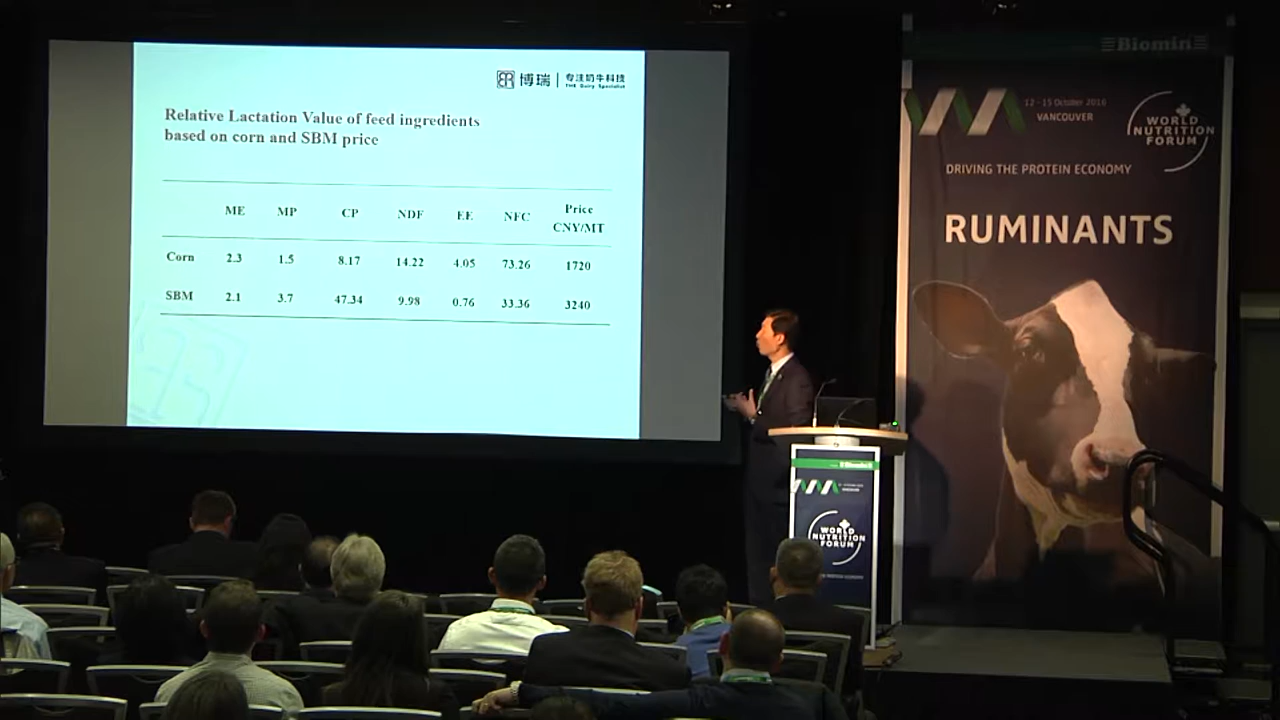 博瑞 专注奶牛科技
THE Dairy Specialist
Relative Lactation Value of feed ingredients
based on corn and SBM price
ME MP CP NDF EE NFC Price CNY/MT
Corn 2.3 1.5 8.17 14.22 4.05 73.26 1720
SBM 2.1 3.7 47.34 9.98 0.76 33.36 3240
Biomin
12 - 15 October 2016
VANCOUVER
WORLD
NUTRITION
FORUM
DRIVING THE PROTEIN ECONOMY
RUMINANTS
Biomin
VANCOUVER
WORLD
NUTRITION
FORUM